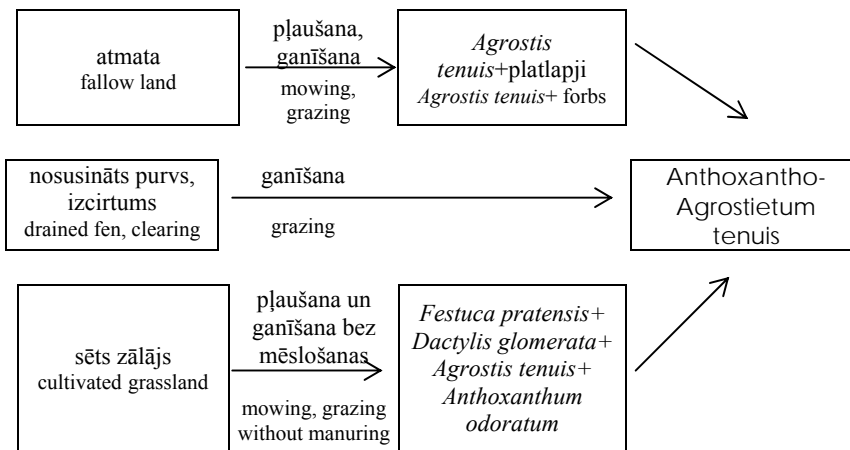 atmata
fallow land
pļaušana,
ganīšana
mowing,
grazing
Agrostis
tenuis+platlapji
Agrostis tenuis+ forbs
nosusināts purvs,
izcirtums
drained fen, clearing
ganīšana
grazing
Anthoxantho-
Agrostietum
tenuis
sēts zālājs
cultivated grassland
pļaušana un
ganīšana bez
mēslošanas
mowing, grazing
without manuring
Festuca pratensis+
Dactylis glomerata+
Agrostis tenuis+
Anthoxanthum
odoratum